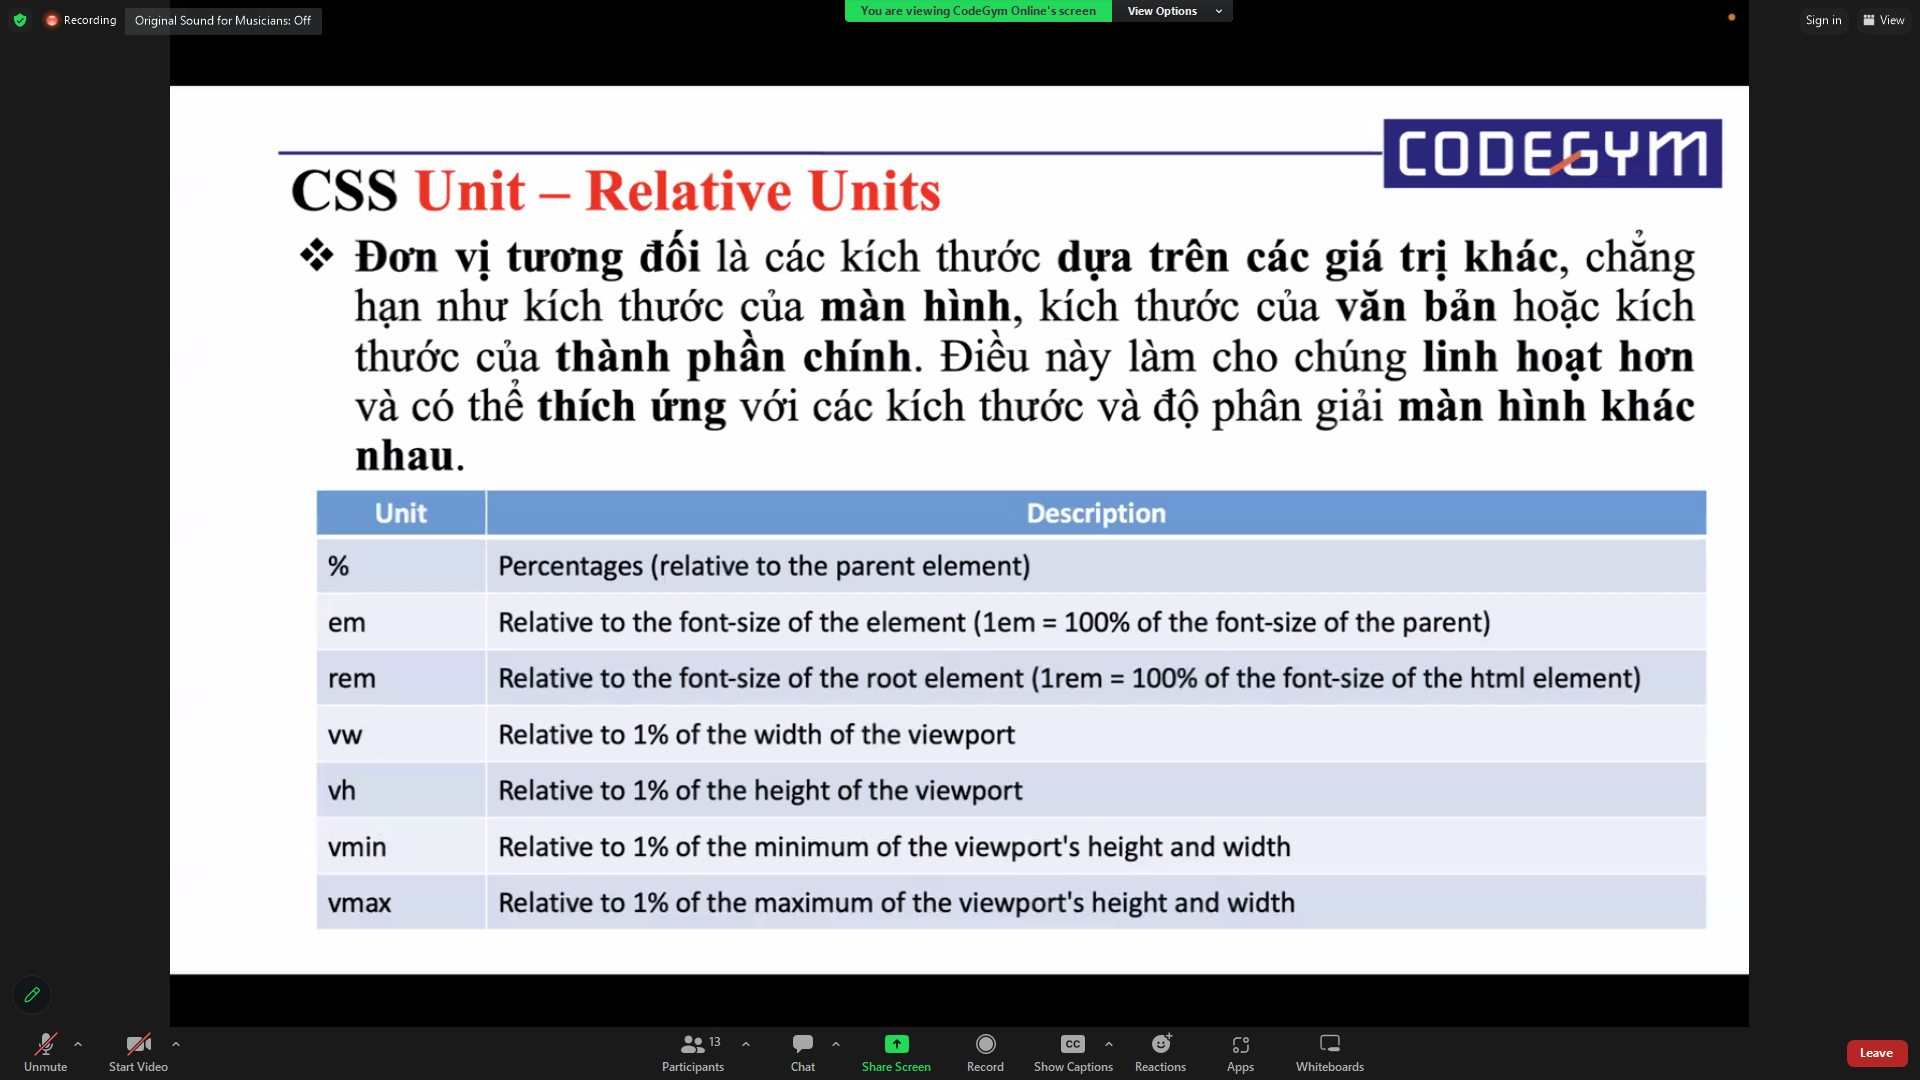 Recording
Original Sound for Musicians: Off
You are viewing CodeGym Online's screen
View Options
Sign in
View
CODEGYM
CSS Unit – Relative Units
❖ Đơn vị tương đối là các kích thước dựa trên các giá trị khác, chẳng
hạn như kích thước của màn hình, kích thước của văn bản hoặc kích
thước của thành phần chính. Điều này làm cho chúng linh hoạt hơn
và có thể thích ứng với các kích thước và độ phân giải màn hình khác
nhau.
Unit Description
% Percentages (relative to the parent element)
em Relative to the font-size of the element (1em = 100% of the font-size of the parent)
rem Relative to the font-size of the root element (1rem = 100% of the font-size of the html element)
vw Relative to 1% of the width of the viewport
vh Relative to 1% of the height of the viewport
vmin Relative to 1% of the minimum of the viewport's height and width
vmax Relative to 1% of the maximum of the viewport's height and width
Unmute
Start Video
13
Participants
Chat
Share Screen
Record
CC
Show Captions
Reactions
Apps
Whiteboards
Leave